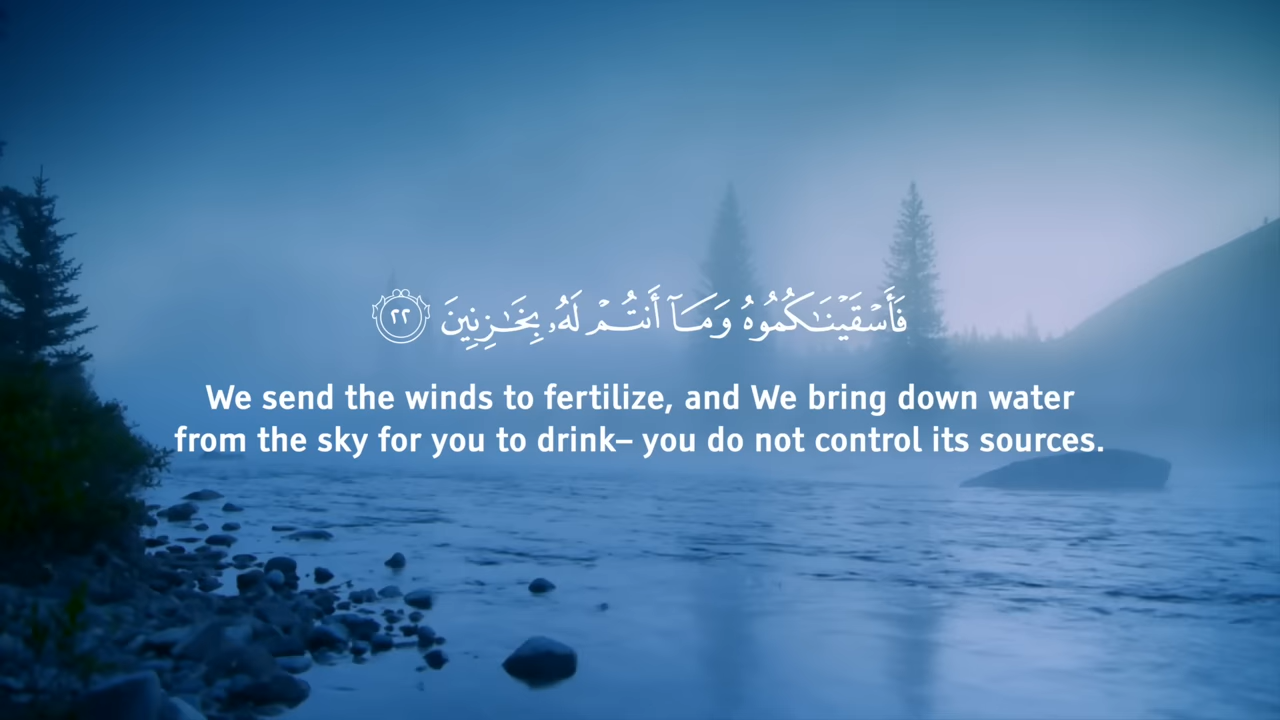 فَأَسْقَيْنَـٰكُمُوهُ وَمَآ أَنتُمْ لَهُۥ بِخَـٰزِنِينَ ٢٢
We send the winds to fertilize, and We bring down water
from the sky for you to drink– you do not control its sources.